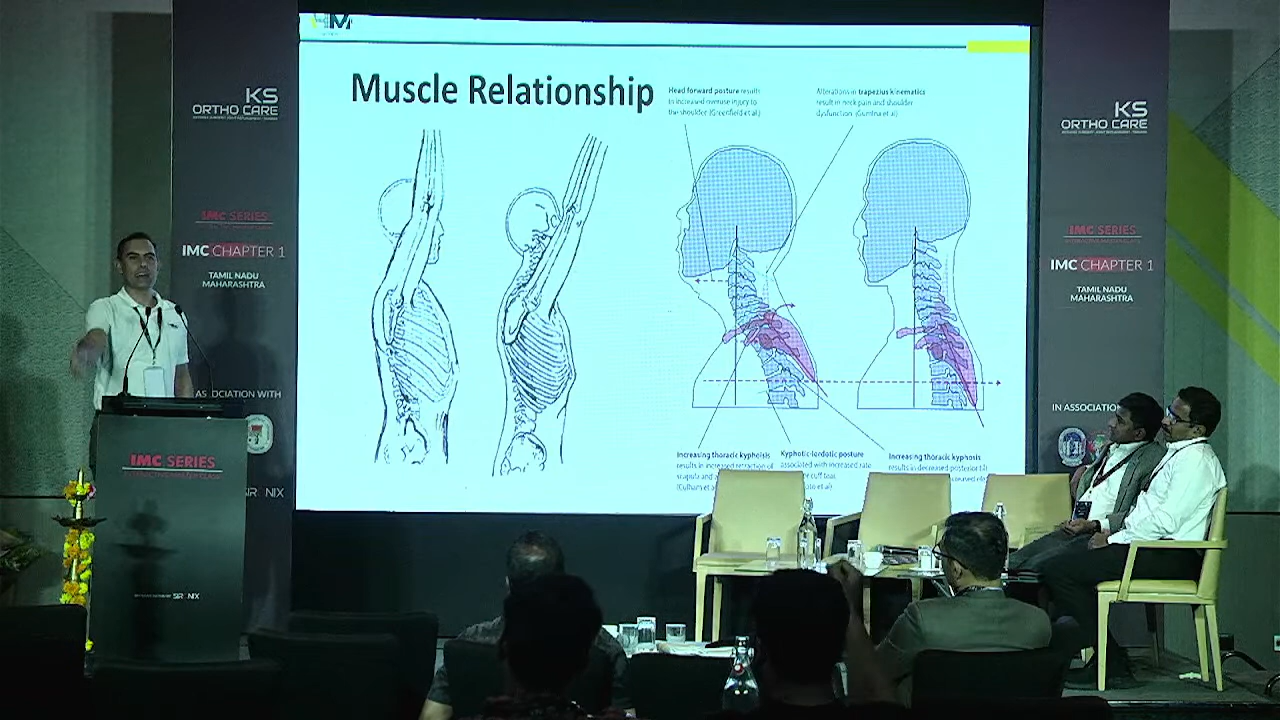 Muscle Relationship
Head forward posture results
to increased overuse injury to
the shoulder (Greenfield et al)
Alterations in trapezius kinematics
result in neck pain and shoulder
dysfunction (Gumina et al)
Increasing thoracic kyphosis
results in increased retraction of
scapula and
(Culham et a
Kyphotic-lordotic posture
associated with increased rate
cuff
et al)
Increasing thoracic kyphosis
results in decreased posterior
KS
ORTHO CARE
IMC SERIES
IMC CHAPTER 1
TAMIL NADU
MAHARASHTRA
ASSOCIATION WITH
IMC SERIES
KS
ORTHO CARE
IMC SERIES
IMC CHAPTER 1
TAMIL NADU
MAHARASHTRA
IN ASSOCIATIO